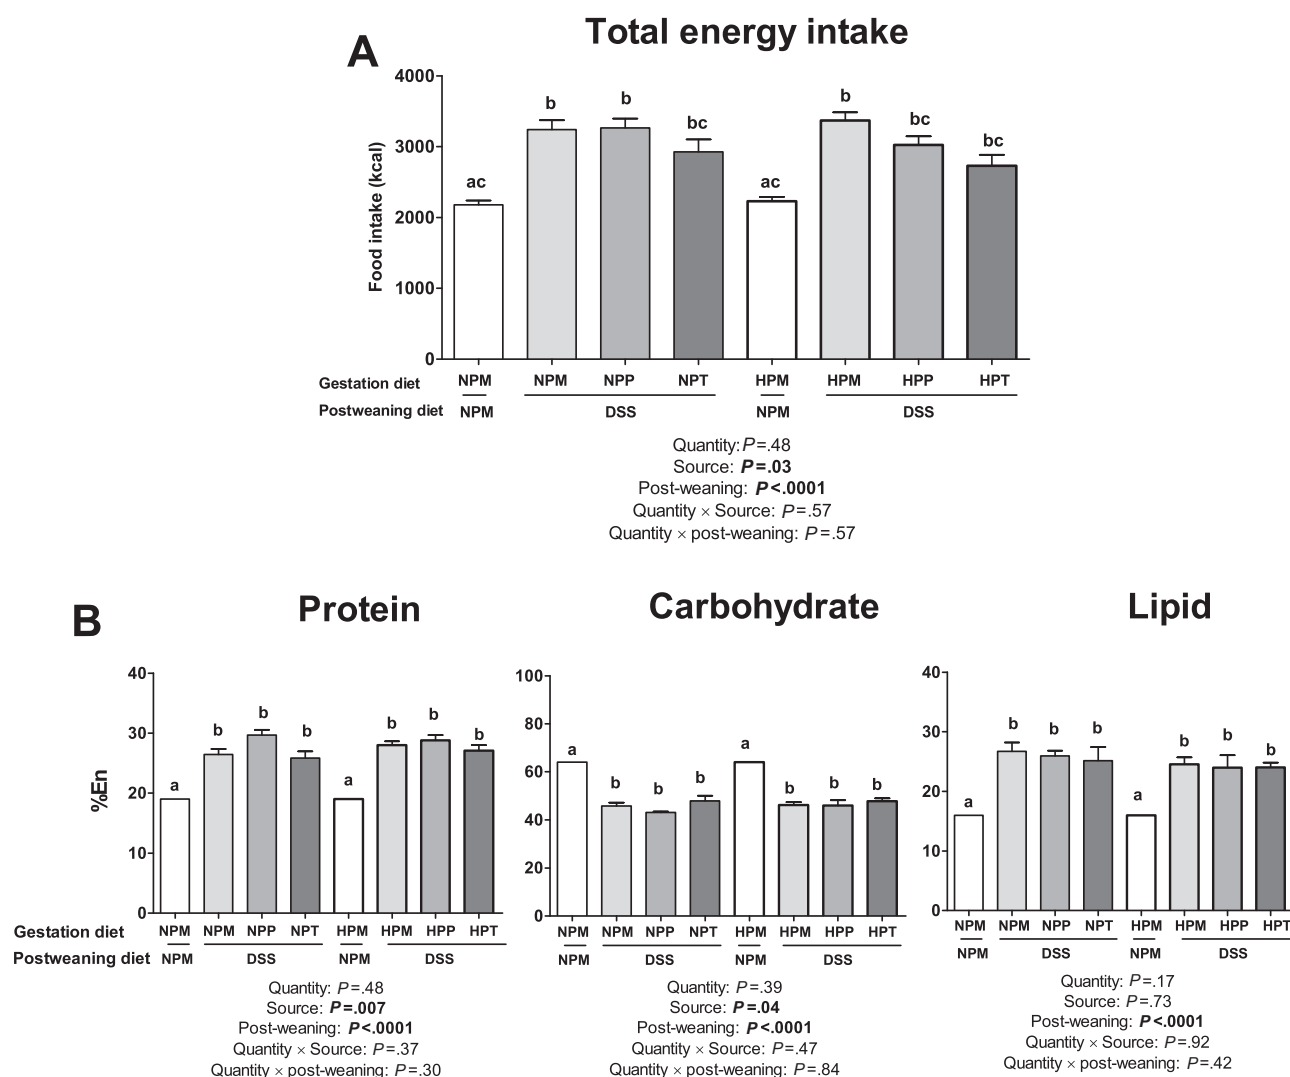 A
Total energy intake
4000
3000
2000
1000
0
Food intake (kcal)
ac
b
b
bc
ac
b
bc
bc
Gestation diet NPM NPM NPP NPT HPM HPM HPP HPT
Postweaning diet NPM DSS NPM DSS
Quantity: P=.48
Source: P=.03
Post-weaning: P<.0001
Quantity × Source: P=.57
Quantity × post-weaning: P=.57
B
Protein
40
30
20
10
0
%En
a
b
b
b
a
b
b
b
Gestation diet NPM NPM NPP NPT HPM HPM HPP HPT
Postweaning diet NPM DSS NPM DSS
Quantity: P=.48
Source: P=.007
Post-weaning: P<.0001
Quantity × Source: P=.37
Quantity × post-weaning: P=.30
Carbohydrate
100
80
60
40
20
0
a
b
b
b
a
b
b
b
NPM NPM NPP NPT HPM HPM HPP HPT
NPM DSS NPM DSS
Quantity: P=.39
Source: P=.04
Post-weaning: P<.0001
Quantity × Source: P=.47
Quantity × post-weaning: P=.84
Lipid
40
30
20
10
0
a
b
b
b
a
b
b
b
NPM NPM NPP NPT HPM HPM HPP HPT
NPM DSS NPM DSS
Quantity: P=.17
Source: P=.73
Post-weaning: P<.0001
Quantity × Source: P=.92
Quantity × post-weaning: P=.42